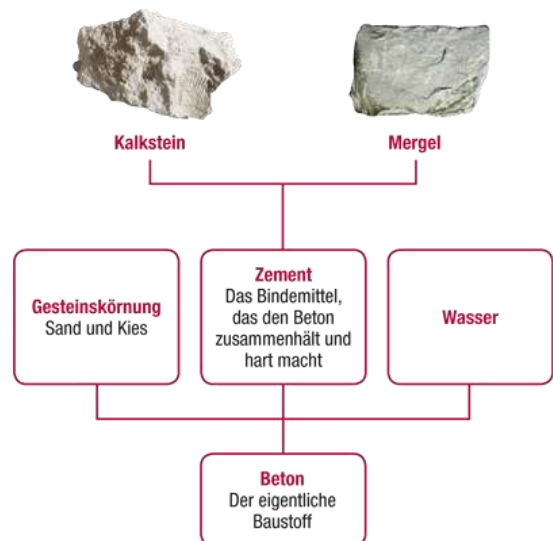 Kalkstein
Mergel
Gesteinskörnung
Sand und Kies
Zement
Das Bindemittel,
das den Beton
zusammenhält und
hart macht
Wasser
Beton
Der eigentliche
Baustoff